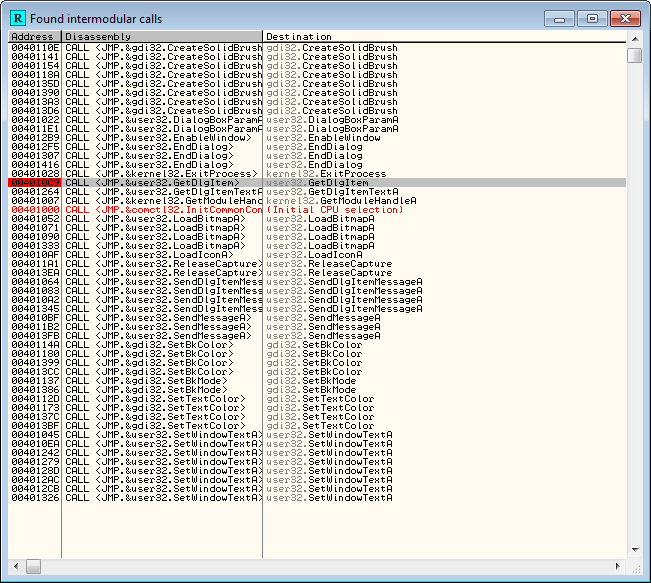 R Found intermodular calls
Address Disassembly Destination
0040110E CALL <JMP.&gdi32.CreateSolidBrush gdi32.CreateSolidBrush
00401141 CALL <JMP.&gdi32.CreateSolidBrush gdi32.CreateSolidBrush
00401154 CALL <JMP.&gdi32.CreateSolidBrush gdi32.CreateSolidBrush
0040118A CALL <JMP.&gdi32.CreateSolidBrush gdi32.CreateSolidBrush
0040135D CALL <JMP.&gdi32.CreateSolidBrush gdi32.CreateSolidBrush
00401390 CALL <JMP.&gdi32.CreateSolidBrush gdi32.CreateSolidBrush
004013A3 CALL <JMP.&gdi32.CreateSolidBrush gdi32.CreateSolidBrush
004013D6 CALL <JMP.&gdi32.CreateSolidBrush gdi32.CreateSolidBrush
00401022 CALL <JMP.&user32.DialogBoxParamA user32.DialogBoxParamA
004011E1 CALL <JMP.&user32.DialogBoxParamA user32.DialogBoxParamA
004012B9 CALL <JMP.&user32.EnableWindow> user32.EnableWindow
004012F5 CALL <JMP.&user32.EndDialog> user32.EndDialog
00401307 CALL <JMP.&user32.EndDialog> user32.EndDialog
00401416 CALL <JMP.&user32.EndDialog> user32.EndDialog
00401028 CALL <JMP.&kernel32.ExitProcess> kernel32.ExitProcess
CALL <JMP.&user32.GetDlgItem> user32.GetDlgItem
00401264 CALL <JMP.&user32.GetDlgItemTextA user32.GetDlgItemTextA
00401007 CALL <JMP.&kernel32.GetModuleHanc kernel32.GetModuleHandleA
00401000 CALL <JMP.&comctl32.InitCommonCon (Initial CPU selection)
00401052 CALL <JMP.&user32.LoadBitmapA> user32.LoadBitmapA
00401071 CALL <JMP.&user32.LoadBitmapA> user32.LoadBitmapA
00401090 CALL <JMP.&user32.LoadBitmapA> user32.LoadBitmapA
00401333 CALL <JMP.&user32.LoadBitmapA> user32.LoadBitmapA
004010AF CALL <JMP.&user32.LoadIconA> user32.LoadIconA
004011A1 CALL <JMP.&user32.ReleaseCapture> user32.ReleaseCapture
004013EA CALL <JMP.&user32.ReleaseCapture> user32.ReleaseCapture
00401064 CALL <JMP.&user32.SendDlgItemMess user32.SendDlgItemMessageA
00401083 CALL <JMP.&user32.SendDlgItemMess user32.SendDlgItemMessageA
004010A2 CALL <JMP.&user32.SendDlgItemMess user32.SendDlgItemMessageA
00401345 CALL <JMP.&user32.SendDlgItemMess user32.SendDlgItemMessageA
004010BF CALL <JMP.&user32.SendMessageA> user32.SendMessageA
004011B2 CALL <JMP.&user32.SendMessageA> user32.SendMessageA
004013FB CALL <JMP.&user32.SendMessageA> user32.SendMessageA
0040114A CALL <JMP.&gdi32.SetBkColor> gdi32.SetBkColor
00401180 CALL <JMP.&gdi32.SetBkColor> gdi32.SetBkColor
00401399 CALL <JMP.&gdi32.SetBkColor> gdi32.SetBkColor
004013CC CALL <JMP.&gdi32.SetBkColor> gdi32.SetBkColor
00401137 CALL <JMP.&gdi32.SetBkMode> gdi32.SetBkMode
00401386 CALL <JMP.&gdi32.SetBkMode> gdi32.SetBkMode
0040112D CALL <JMP.&gdi32.SetTextColor> gdi32.SetTextColor
00401173 CALL <JMP.&gdi32.SetTextColor> gdi32.SetTextColor
0040137C CALL <JMP.&gdi32.SetTextColor> gdi32.SetTextColor
004013BF CALL <JMP.&gdi32.SetTextColor> gdi32.SetTextColor
00401045 CALL <JMP.&user32.SetWindowTextA> user32.SetWindowTextA
004010EA CALL <JMP.&user32.SetWindowTextA> user32.SetWindowTextA
00401242 CALL <JMP.&user32.SetWindowTextA> user32.SetWindowTextA
00401279 CALL <JMP.&user32.SetWindowTextA> user32.SetWindowTextA
0040128D CALL <JMP.&user32.SetWindowTextA> user32.SetWindowTextA
004012AC CALL <JMP.&user32.SetWindowTextA> user32.SetWindowTextA
004012CB CALL <JMP.&user32.SetWindowTextA> user32.SetWindowTextA
00401326 CALL <JMP.&user32.SetWindowTextA> user32.SetWindowTextA